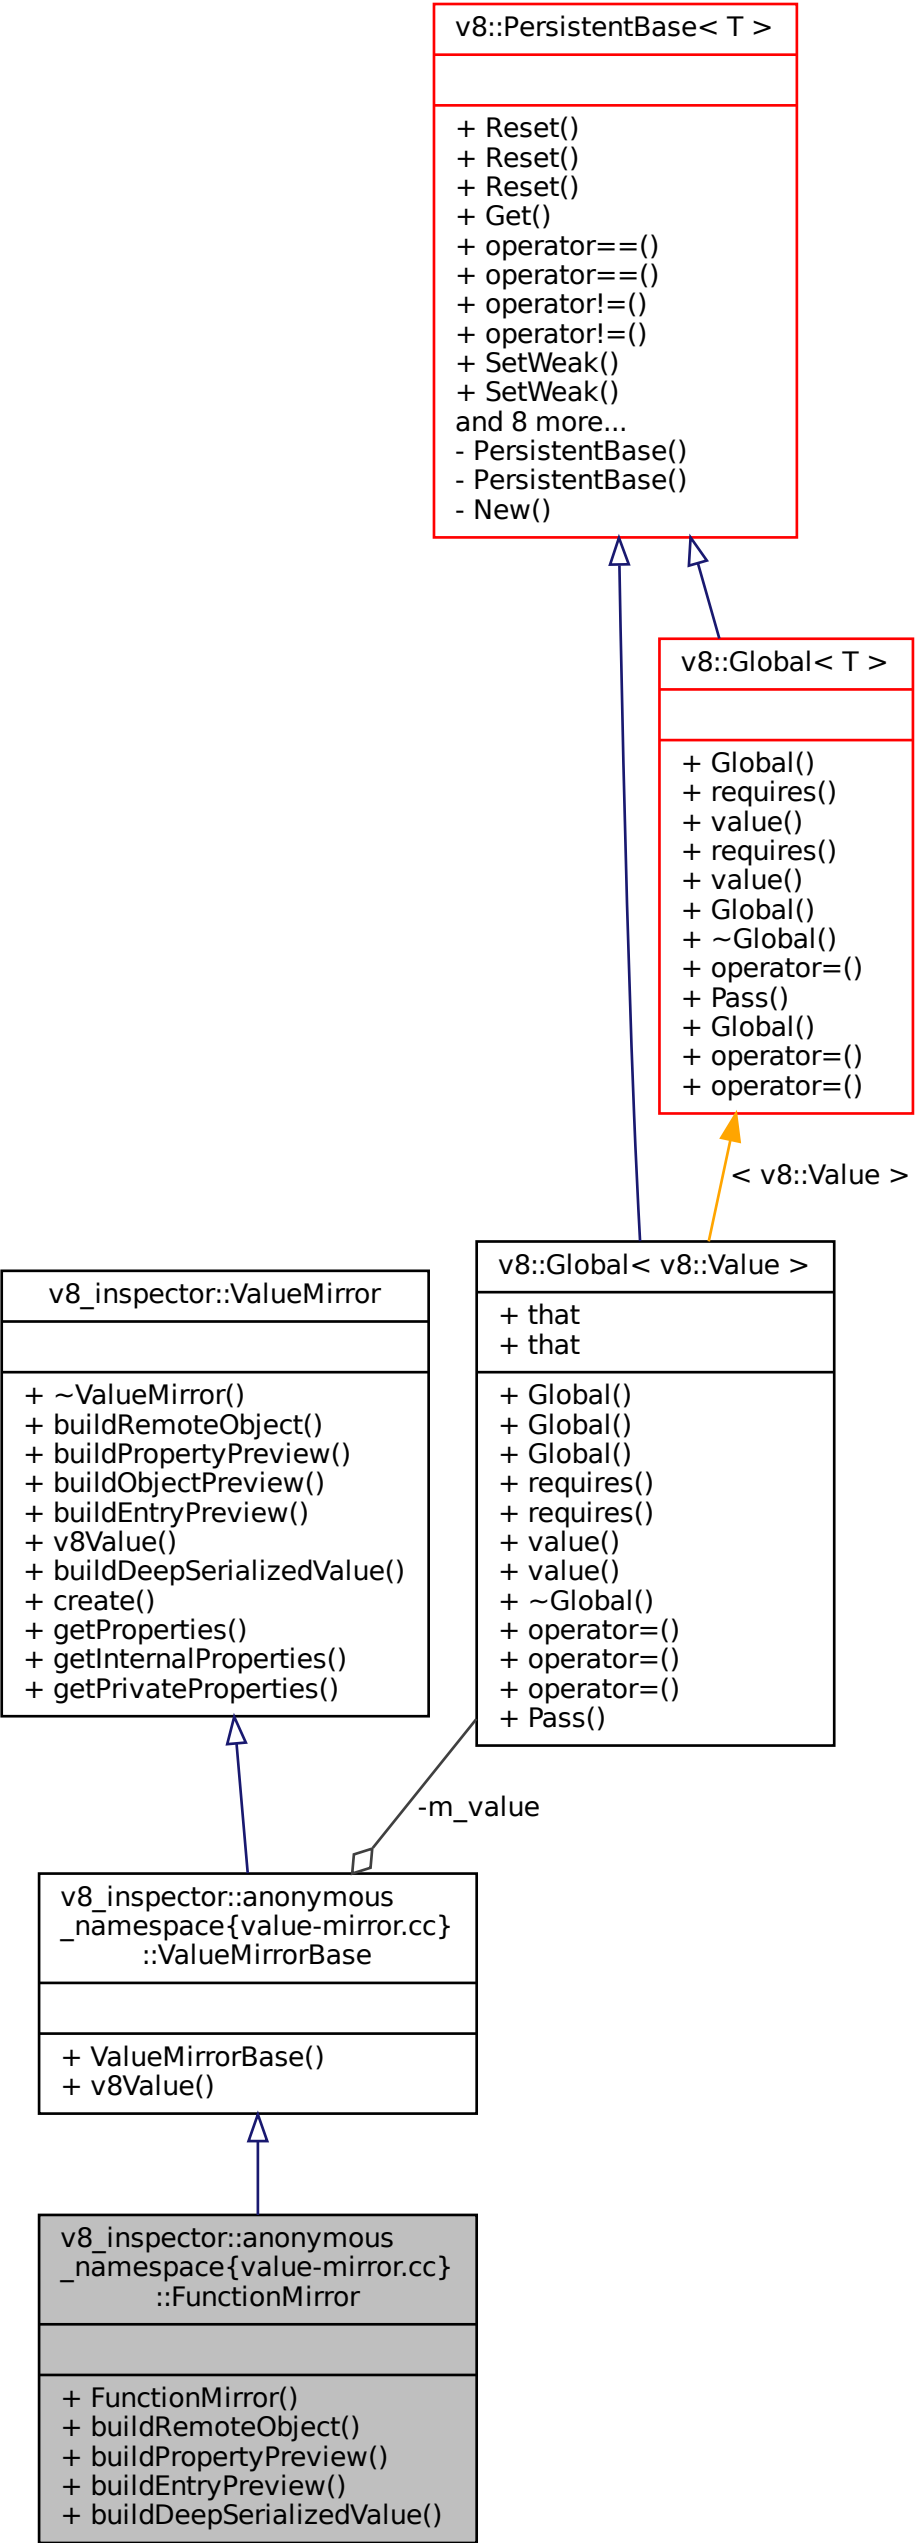 v8::PersistentBase< T >
+ Reset()
+ Reset()
+ Reset()
+ Get()
+ operator==()
+ operator==()
+ operator!=()
+ operator!=()
+ SetWeak()
+ SetWeak()
and 8 more...
- PersistentBase()
- PersistentBase()
- New()
v8::Global< T >
+ Global()
+ requires()
+ value()
+ requires()
+ value()
+ Global()
+ ~Global()
+ operator=()
+ Pass()
+ Global()
+ operator=()
+ operator=()
< v8::Value >
v8::Global< v8::Value >
+ that
+ that
+ Global()
+ Global()
+ Global()
+ requires()
+ requires()
+ value()
+ value()
+ ~Global()
+ operator=()
+ operator=()
+ operator=()
+ Pass()
v8_inspector::ValueMirror
+ ~ValueMirror()
+ buildRemoteObject()
+ buildPropertyPreview()
+ buildObjectPreview()
+ buildEntryPreview()
+ v8Value()
+ buildDeepSerializedValue()
+ create()
+ getProperties()
+ getInternalProperties()
+ getPrivateProperties()
-m_value
v8_inspector::anonymous
_namespace{value-mirror.cc}
::ValueMirrorBase
+ ValueMirrorBase()
+ v8Value()
v8_inspector::anonymous
_namespace{value-mirror.cc}
::FunctionMirror
+ FunctionMirror()
+ buildRemoteObject()
+ buildPropertyPreview()
+ buildEntryPreview()
+ buildDeepSerializedValue()